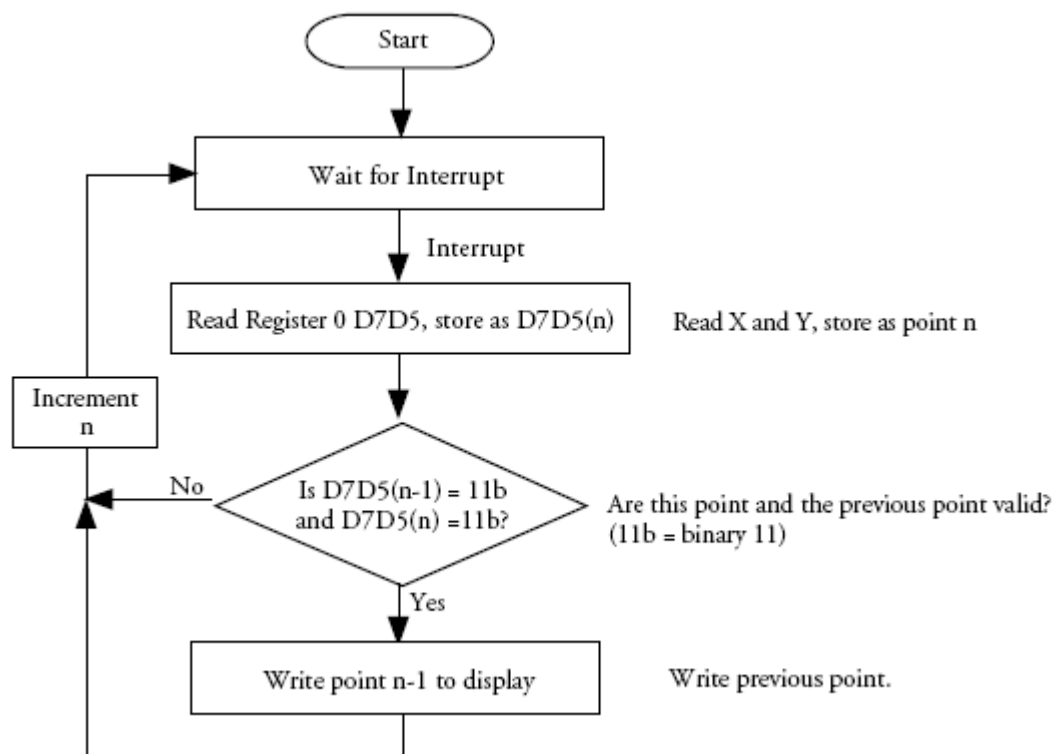 Start
Wait for Interrupt
Interrupt
Read Register 0 D7D5, store as D7D5(n)
Read X and Y, store as point n
Increment
n
No
Is D7D5(n-1) = 11b
and D7D5(n) =11b?
Are this point and the previous point valid?
(11b = binary 11)
Yes
Write point n-1 to display
Write previous point.